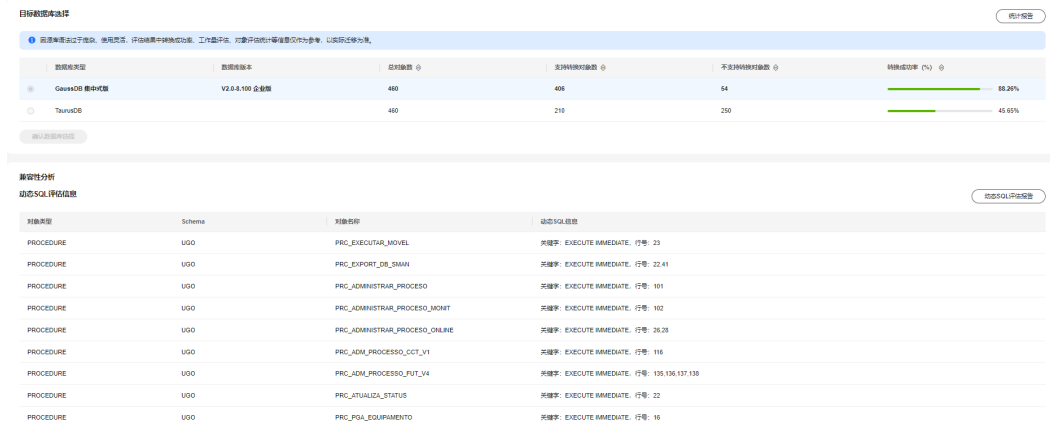 目标数据库选择
统计报告
因源库语法过于庞杂、使用灵活,评估结果中转换成功率、工作量评估、对象评估统计等信息仅作为参考,以实际迁移为准。
数据库类型 数据库版本 总对象数 支持转换对象数 不支持转换对象数 转换成功率 (%)
GaussDB 集中式版 V2.0-8.100 企业版 460 406 54 88.26%
TaurusDB 460 210 250 45.65%
确认数据库选择
兼容性分析
动态SQL评估信息
动态SQL评估报告
对象类型 Schema 对象名称 动态SQL信息
PROCEDURE UGO PRC_EXECUTAR_MOVEL 关键字:EXECUTE IMMEDIATE,行号:23
PROCEDURE UGO PRC_EXPORT_DB_SMAN 关键字:EXECUTE IMMEDIATE,行号:22,41
PROCEDURE UGO PRC_ADMINISTRAR_PROCESO 关键字:EXECUTE IMMEDIATE,行号:101
PROCEDURE UGO PRC_ADMINISTRAR_PROCESO_MONIT 关键字:EXECUTE IMMEDIATE,行号:102
PROCEDURE UGO PRC_ADMINISTRAR_PROCESO_ONLINE 关键字:EXECUTE IMMEDIATE,行号:26,28
PROCEDURE UGO PRC_ADM_PROCESSO_CCT_V1 关键字:EXECUTE IMMEDIATE,行号:116
PROCEDURE UGO PRC_ADM_PROCESSO_FUT_V4 关键字:EXECUTE IMMEDIATE,行号:135,136,137,138
PROCEDURE UGO PRC_ATUALIZA_STATUS 关键字:EXECUTE IMMEDIATE,行号:22
PROCEDURE UGO PRC_PGA_EQUIPAMENTO 关键字:EXECUTE IMMEDIATE,行号:16